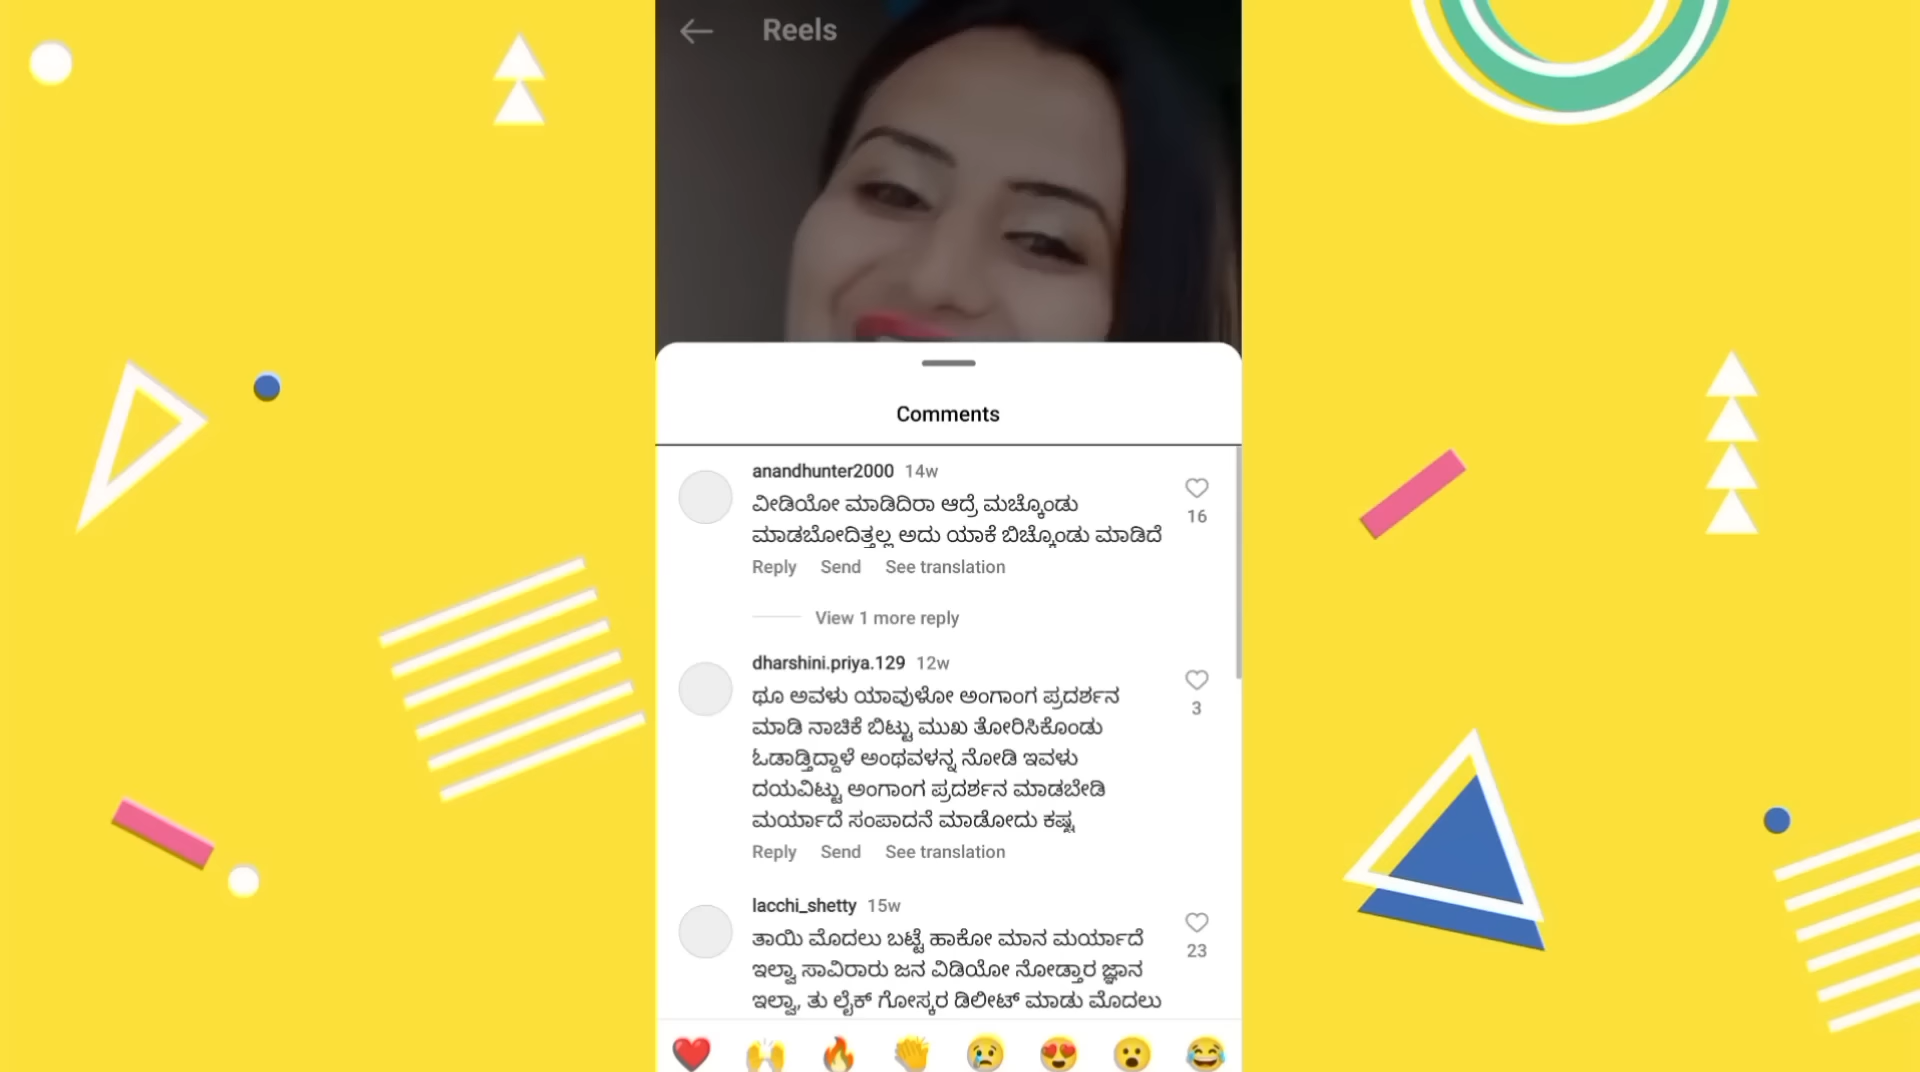 Reels
Comments
anandhunter2000 14w
ವೀಡಿಯೋ ಮಾಡಿದಿರಾ ಆದ್ರೆ ಮಚ್ಕೊಂಡು
16
ಮಾಡಬೋದಿತ್ತಲ್ಲ ಅದು ಯಾಕೆ ಬಿಚ್ಕೊಂಡು ಮಾಡಿದೆ
Reply Send See translation
View 1 more reply
dharshini.priya.129 12w
ಥೂ ಅವಳು ಯಾವುಳೋ ಅಂಗಾಂಗ ಪ್ರದರ್ಶನ
3
ಮಾಡಿ ನಾಚಿಕೆ ಬಿಟ್ಟು ಮುಖ ತೋರಿಸಿಕೊಂಡು
ಓಡಾಡ್ತಿದ್ದಾಳೆ ಅಂಥವಳನ್ನ ನೋಡಿ ಇವಳು
ದಯವಿಟ್ಟು ಅಂಗಾಂಗ ಪ್ರದರ್ಶನ ಮಾಡಬೇಡಿ
ಮರ್ಯಾದೆ ಸಂಪಾದನೆ ಮಾಡೋದು ಕಷ್ಟ
Reply Send See translation
lacchi_shetty 15w
ತಾಯಿ ಮೊದಲು ಬಟ್ಟೆ ಹಾಕೋ ಮಾನ ಮರ್ಯಾದೆ
23
ಇಲ್ವಾ ಸಾವಿರಾರು ಜನ ವಿಡಿಯೋ ನೋಡ್ತಾರ ಜ್ಞಾನ
ಇಲ್ವಾ, ತು ಲೈಕ್ ಗೋಸ್ಕರ ಡಿಲೀಟ್ ಮಾಡು ಮೊದಲು